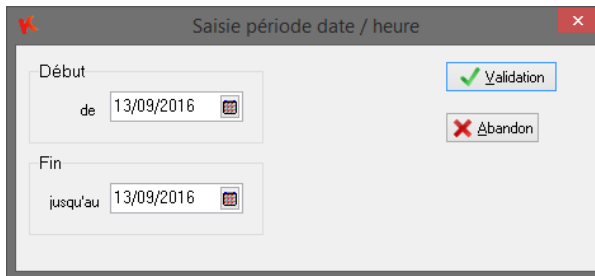 Saisie période date / heure
Début
de 13/09/2016
Validation
Abandon
Fin
jusqu'au 13/09/2016